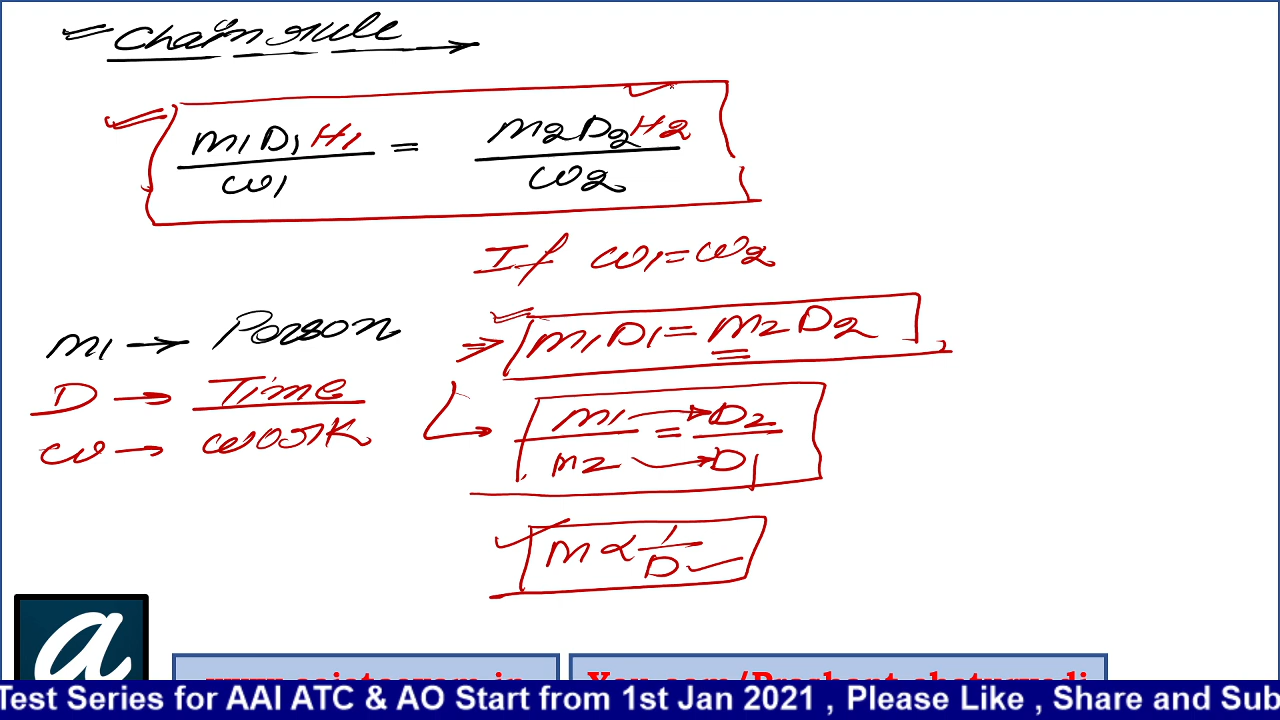 Chain rule
m1D1H1 = m2D2H2
w1 w2
If w1=w2
m1 → Person
⇒ m1D1 = m2D2
D → Time
w → work
m1 → D2
=
m2 → D1
m ∝ 1/D
a
Test Series for AAI ATC & AO Start from 1st Jan 2021 , Please Like , Share and Sub